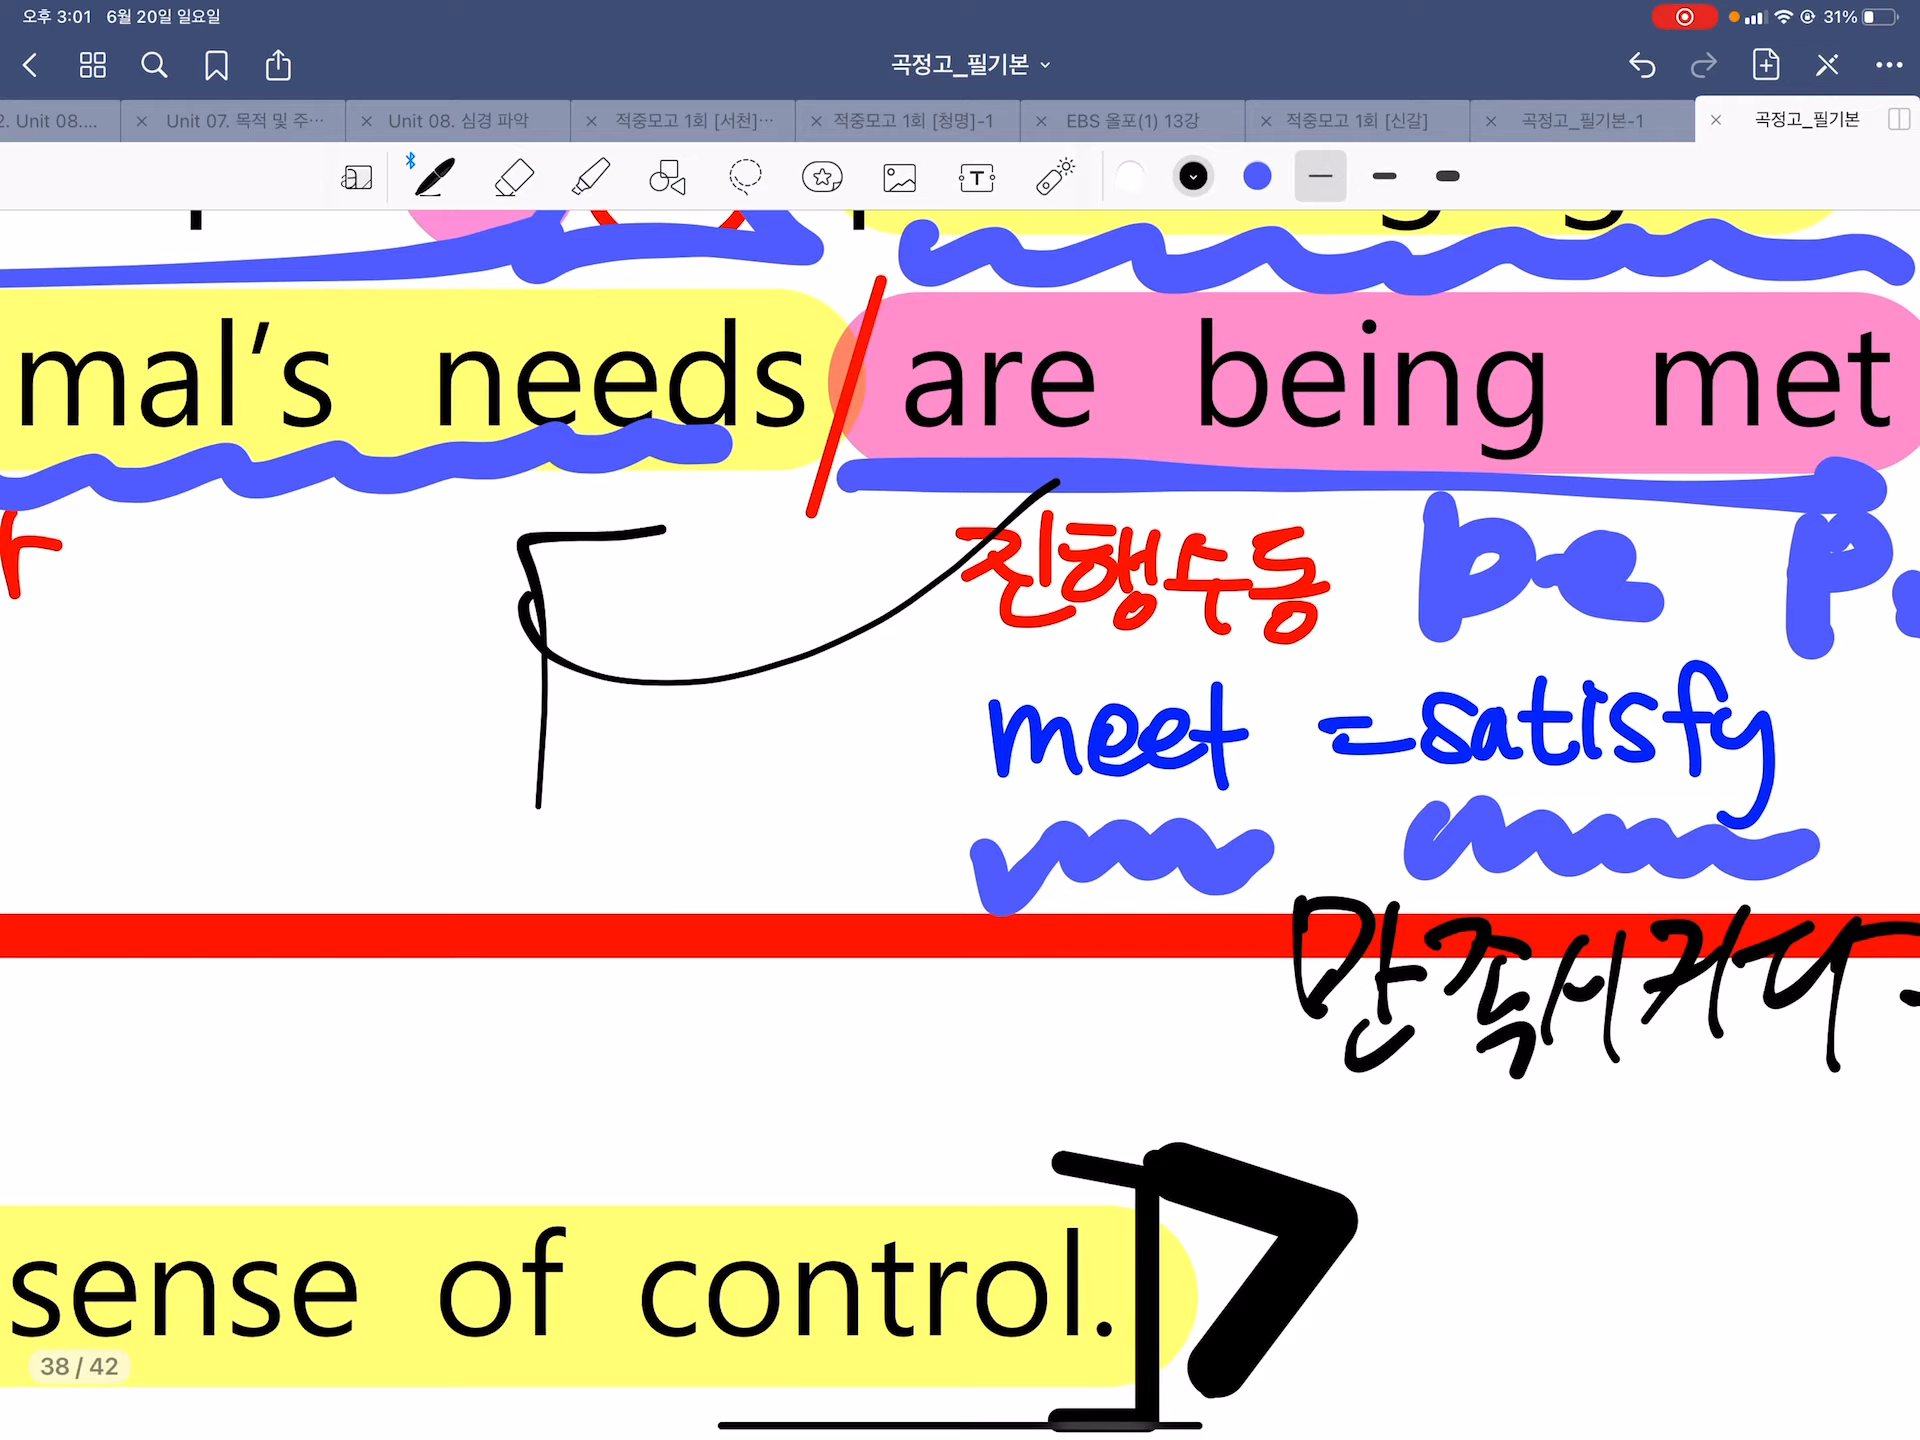 오후 3:01 6월 20일 일요일 31%
곡정고_필기본
2. Unit 08.... Unit 07. 목적 및 주… Unit 08. 심경 파악 적중모고 1회 [서천]… 적중모고 1회 [청명]-1 EBS 올포(1) 13강 적중모고 1회 [신갈] 곡정고_필기본-1 곡정고_필기본
mal's needs / are being met
진행수동 be p.
meet = satisfy
만족시키다.
sense of control.
38 / 42